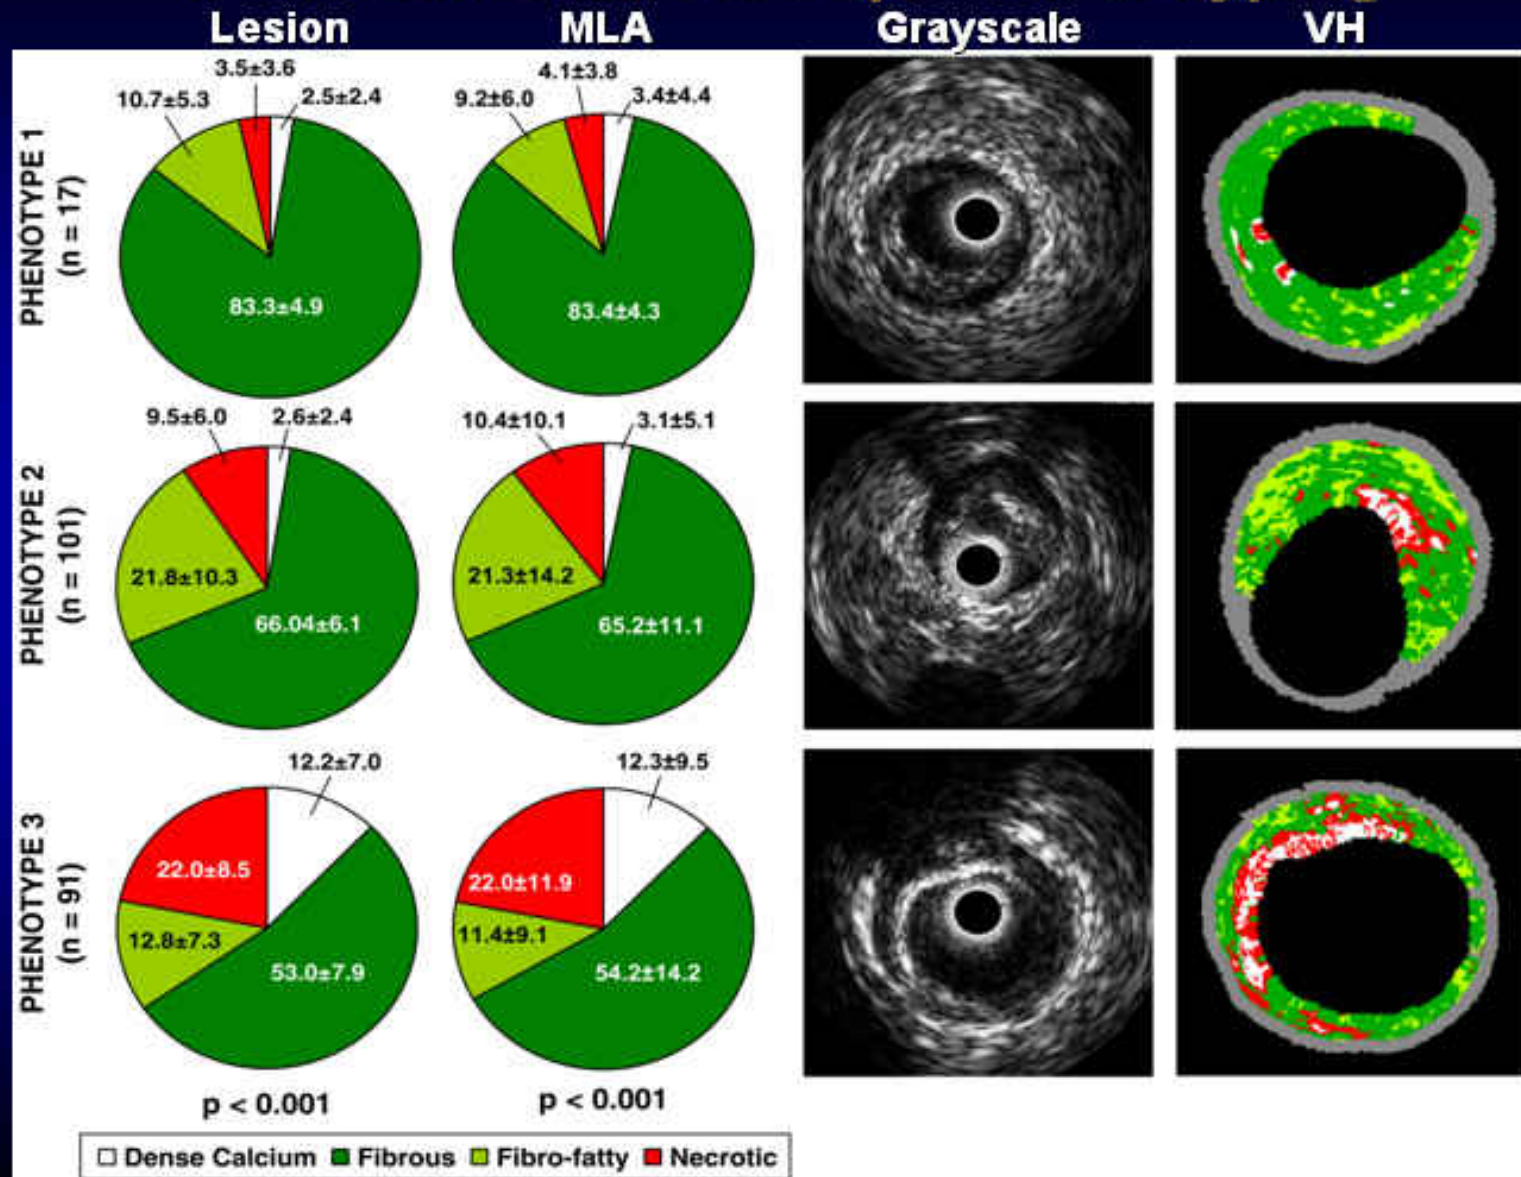 Lesion MLA Grayscale VH
PHENOTYPE 1
(n = 17)
3.5±3.6
10.7±5.3
2.5±2.4
83.3±4.9
4.1±3.8
9.2±6.0
3.4±4.4
83.4±4.3
PHENOTYPE 2
(n = 101)
9.5±6.0
2.6±2.4
21.8±10.3
66.04±6.1
10.4±10.1
3.1±5.1
21.3±14.2
65.2±11.1
PHENOTYPE 3
(n = 91)
12.2±7.0
22.0±8.5
12.8±7.3
53.0±7.9
12.3±9.5
22.0±11.9
11.4±9.1
54.2±14.2
p < 0.001
p < 0.001
Dense Calcium Fibrous Fibro-fatty Necrotic